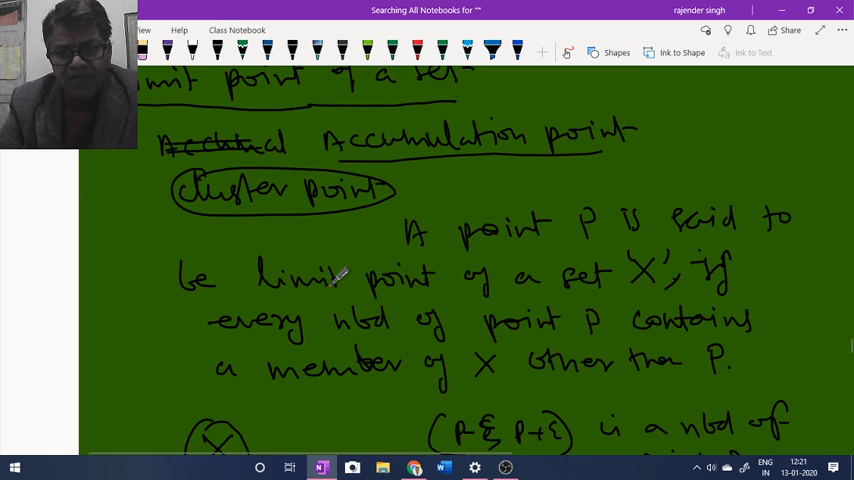 Searching All Notebooks for ""
rajender singh
View
Help
Class Notebook
Share
Shapes
Ink to Shape
Ink to Text
limit point of a set
Accumulation point
cluster point
A point P is said to
be limit point of a set 'X', if
every nbd of point P contains
a member of X other than P.
X
(P-ε, P+ε) is a nbd of
ENG
IN
12:21
13-01-2020